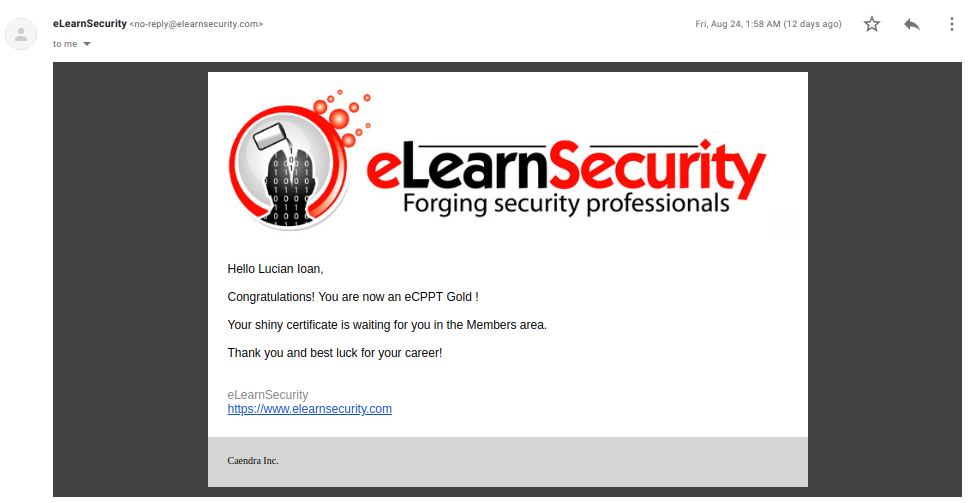 eLearnSecurity <no-reply@elearnsecurity.com>
Fri, Aug 24, 1:58 AM (12 days ago)
to me
eLearnSecurity
Forging security professionals
Hello Lucian Ioan,
Congratulations! You are now an eCPPT Gold !
Your shiny certificate is waiting for you in the Members area.
Thank you and best luck for your career!
eLearnSecurity
https://www.elearnsecurity.com
Caendra Inc.